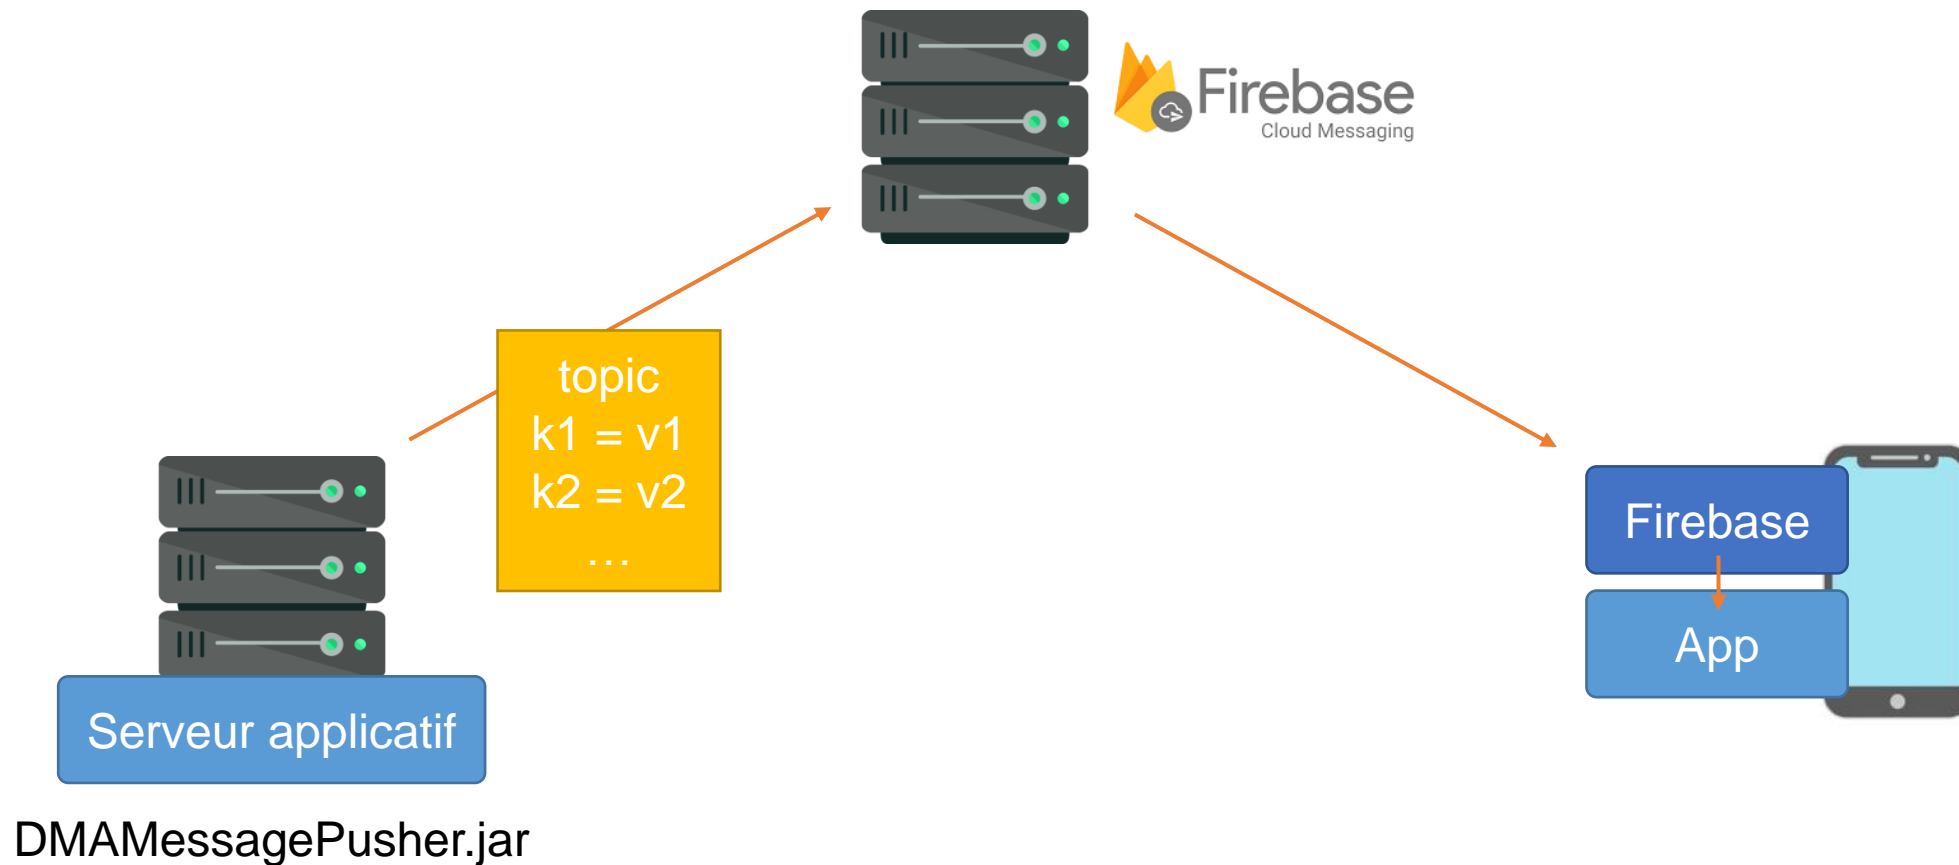 Firebase
Cloud Messaging
topic
k1 = v1
k2 = v2
…
Firebase
App
Serveur applicatif
DMAMessagePusher.jar